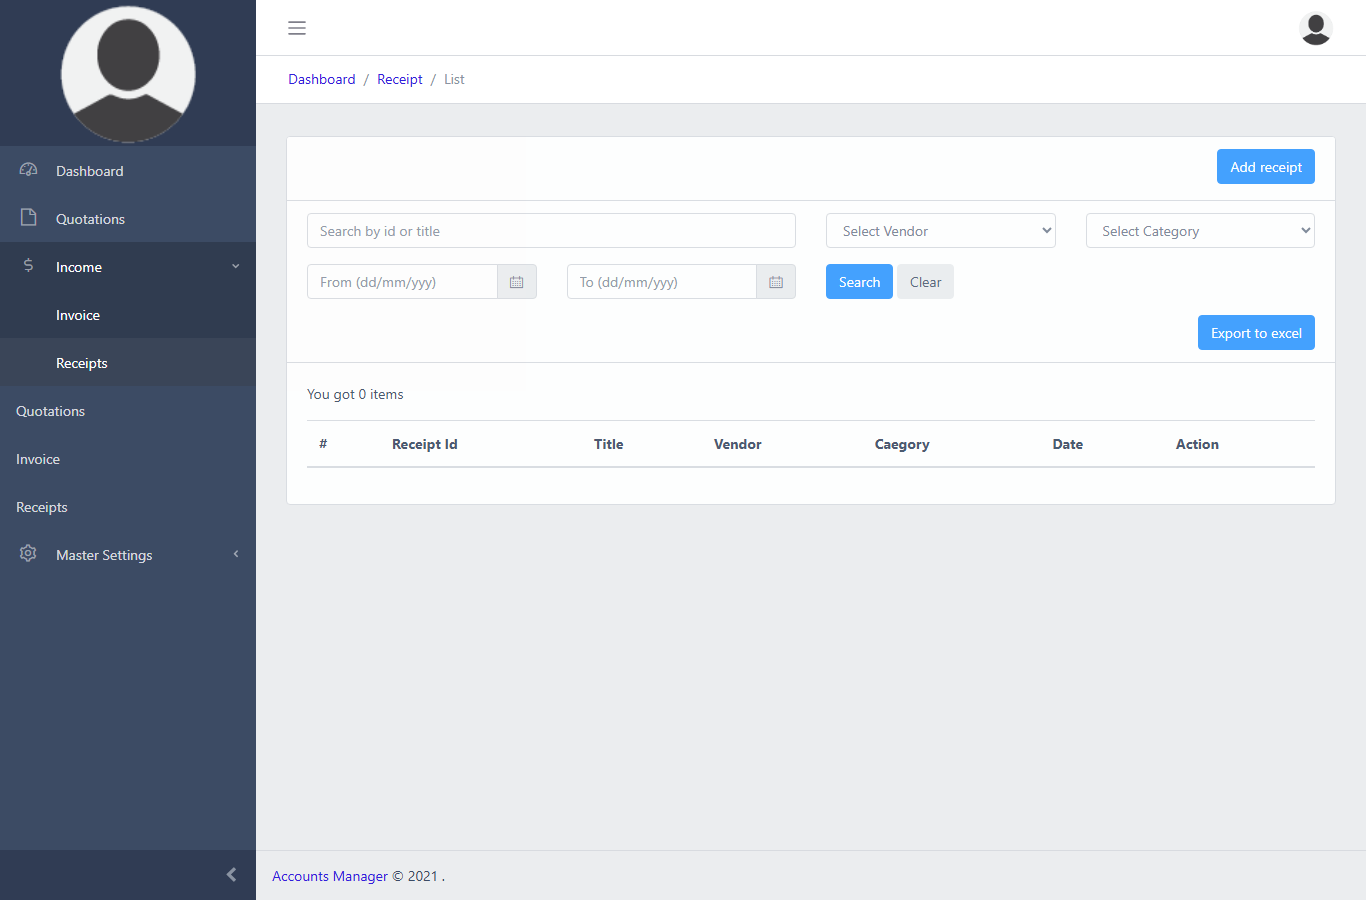 Dashboard
Quotations
Income
Invoice
Receipts
Quotations
Invoice
Receipts
Master Settings
Dashboard / Receipt / List
Add receipt
Search by id or title
Select Vendor
Select Category
From (dd/mm/yyy)
To (dd/mm/yyy)
Search
Clear
Export to excel
You got 0 items
# Receipt Id Title Vendor Caegory Date Action
Accounts Manager © 2021 .